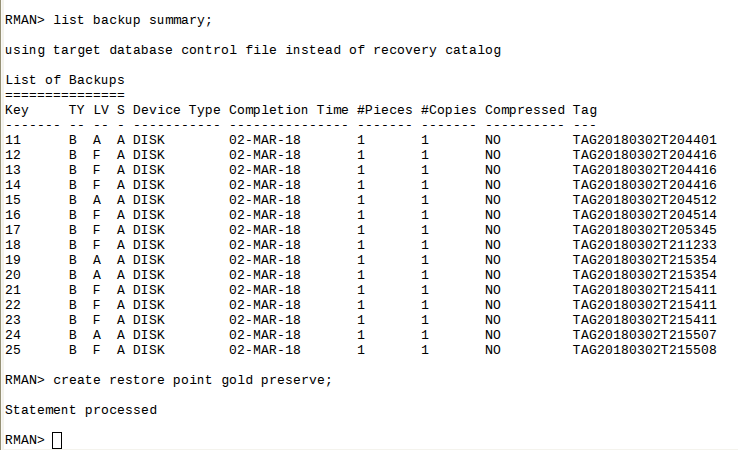 RMAN> list backup summary;
using target database control file instead of recovery catalog
List of Backups
===============
Key     TY LV S Device Type Completion Time #Pieces #Copies Compressed Tag
------- -- -- - ----------- --------------- ------- ------- ---------- ---
11      B  A  A DISK        02-MAR-18       1       1       NO         TAG20180302T204401
12      B  F  A DISK        02-MAR-18       1       1       NO         TAG20180302T204416
13      B  F  A DISK        02-MAR-18       1       1       NO         TAG20180302T204416
14      B  F  A DISK        02-MAR-18       1       1       NO         TAG20180302T204416
15      B  A  A DISK        02-MAR-18       1       1       NO         TAG20180302T204512
16      B  F  A DISK        02-MAR-18       1       1       NO         TAG20180302T204514
17      B  F  A DISK        02-MAR-18       1       1       NO         TAG20180302T205345
18      B  F  A DISK        02-MAR-18       1       1       NO         TAG20180302T211233
19      B  A  A DISK        02-MAR-18       1       1       NO         TAG20180302T215354
20      B  A  A DISK        02-MAR-18       1       1       NO         TAG20180302T215354
21      B  F  A DISK        02-MAR-18       1       1       NO         TAG20180302T215411
22      B  F  A DISK        02-MAR-18       1       1       NO         TAG20180302T215411
23      B  F  A DISK        02-MAR-18       1       1       NO         TAG20180302T215411
24      B  A  A DISK        02-MAR-18       1       1       NO         TAG20180302T215507
25      B  F  A DISK        02-MAR-18       1       1       NO         TAG20180302T215508
RMAN> create restore point gold preserve;
Statement processed
RMAN>